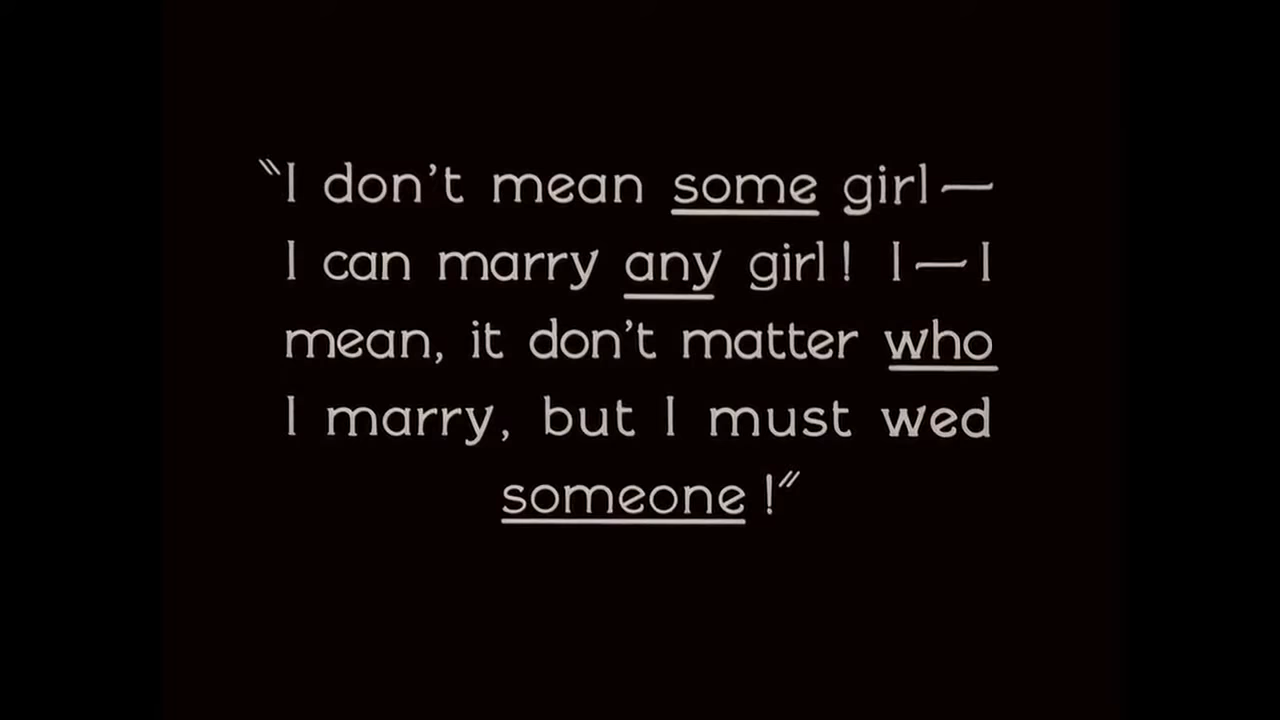 "I don't mean some girl—
I can marry any girl! I—I
mean, it don't matter who
I marry, but I must wed
someone!"